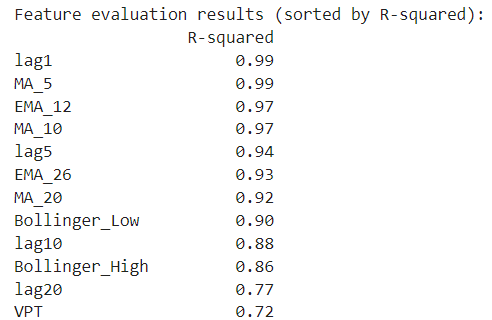 Feature evaluation results (sorted by R-squared):
R-squared
lag1 0.99
MA_5 0.99
EMA_12 0.97
MA_10 0.97
lag5 0.94
EMA_26 0.93
MA_20 0.92
Bollinger_Low 0.90
lag10 0.88
Bollinger_High 0.86
lag20 0.77
VPT 0.72